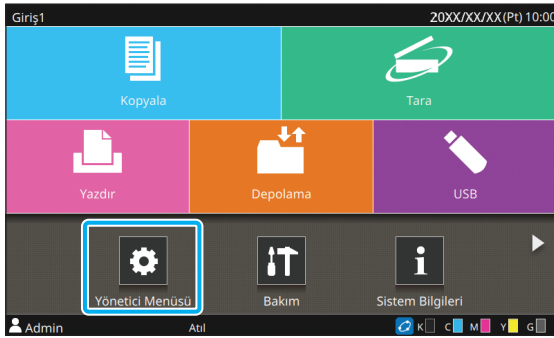 Giriş1 20XX/XX/XX(Pt) 10:00
Kopyala Tara
Yazdır Depolama USB
Yönetici Menüsü Bakım Sistem Bilgileri
Admin Atıl K C M Y G